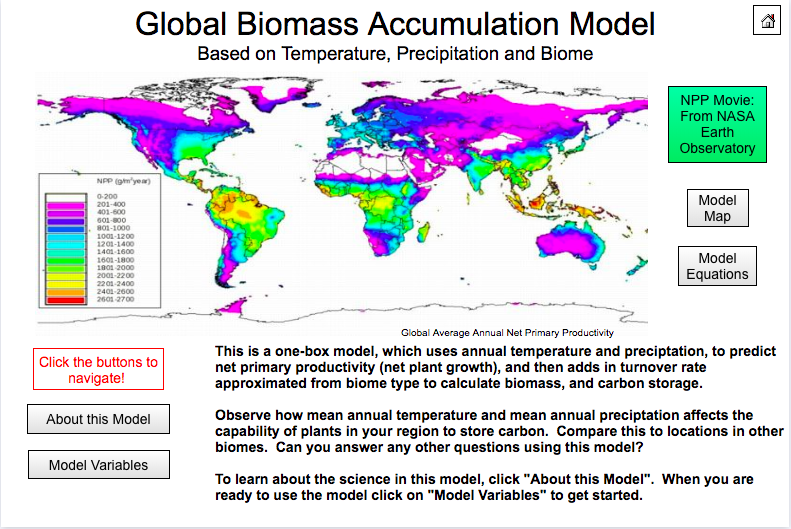 Global Biomass Accumulation Model
Based on Temperature, Precipitation and Biome
NPP Movie:
From NASA
Earth
Observatory
Model
Map
Model
Equations
NPP (g/m²year)
0-200
201-400
401-600
601-800
801-1000
1001-1200
1201-1400
1401-1600
1601-1800
1801-2000
2001-2200
2201-2400
2401-2600
2601-2700
Global Average Annual Net Primary Productivity
Click the buttons to
navigate!
About this Model
Model Variables
This is a one-box model, which uses annual temperature and preciptation, to predict
net primary productivity (net plant growth), and then adds in turnover rate
approximated from biome type to calculate biomass, and carbon storage.
Observe how mean annual temperature and mean annual preciptation affects the
capability of plants in your region to store carbon.  Compare this to locations in other
biomes.  Can you answer any other questions using this model?
To learn about the science in this model, click "About this Model".  When you are
ready to use the model click on "Model Variables" to get started.